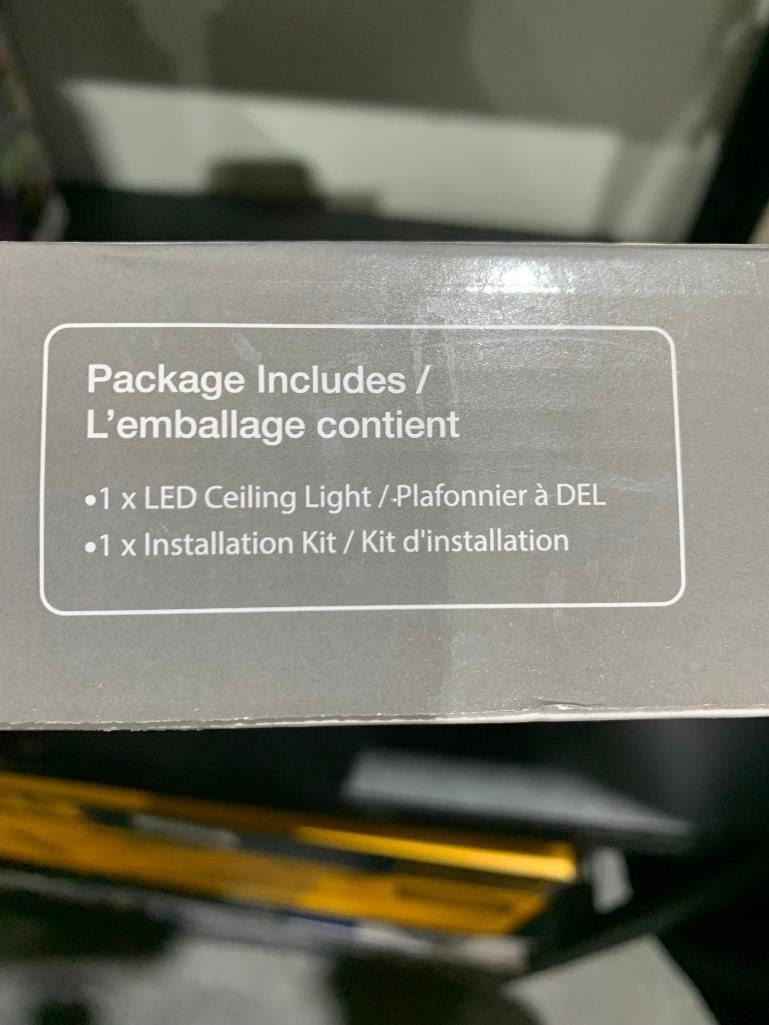 Package Includes /
L'emballage contient
•1 x LED Ceiling Light / Plafonnier à DEL
•1 x Installation Kit / Kit d'installation